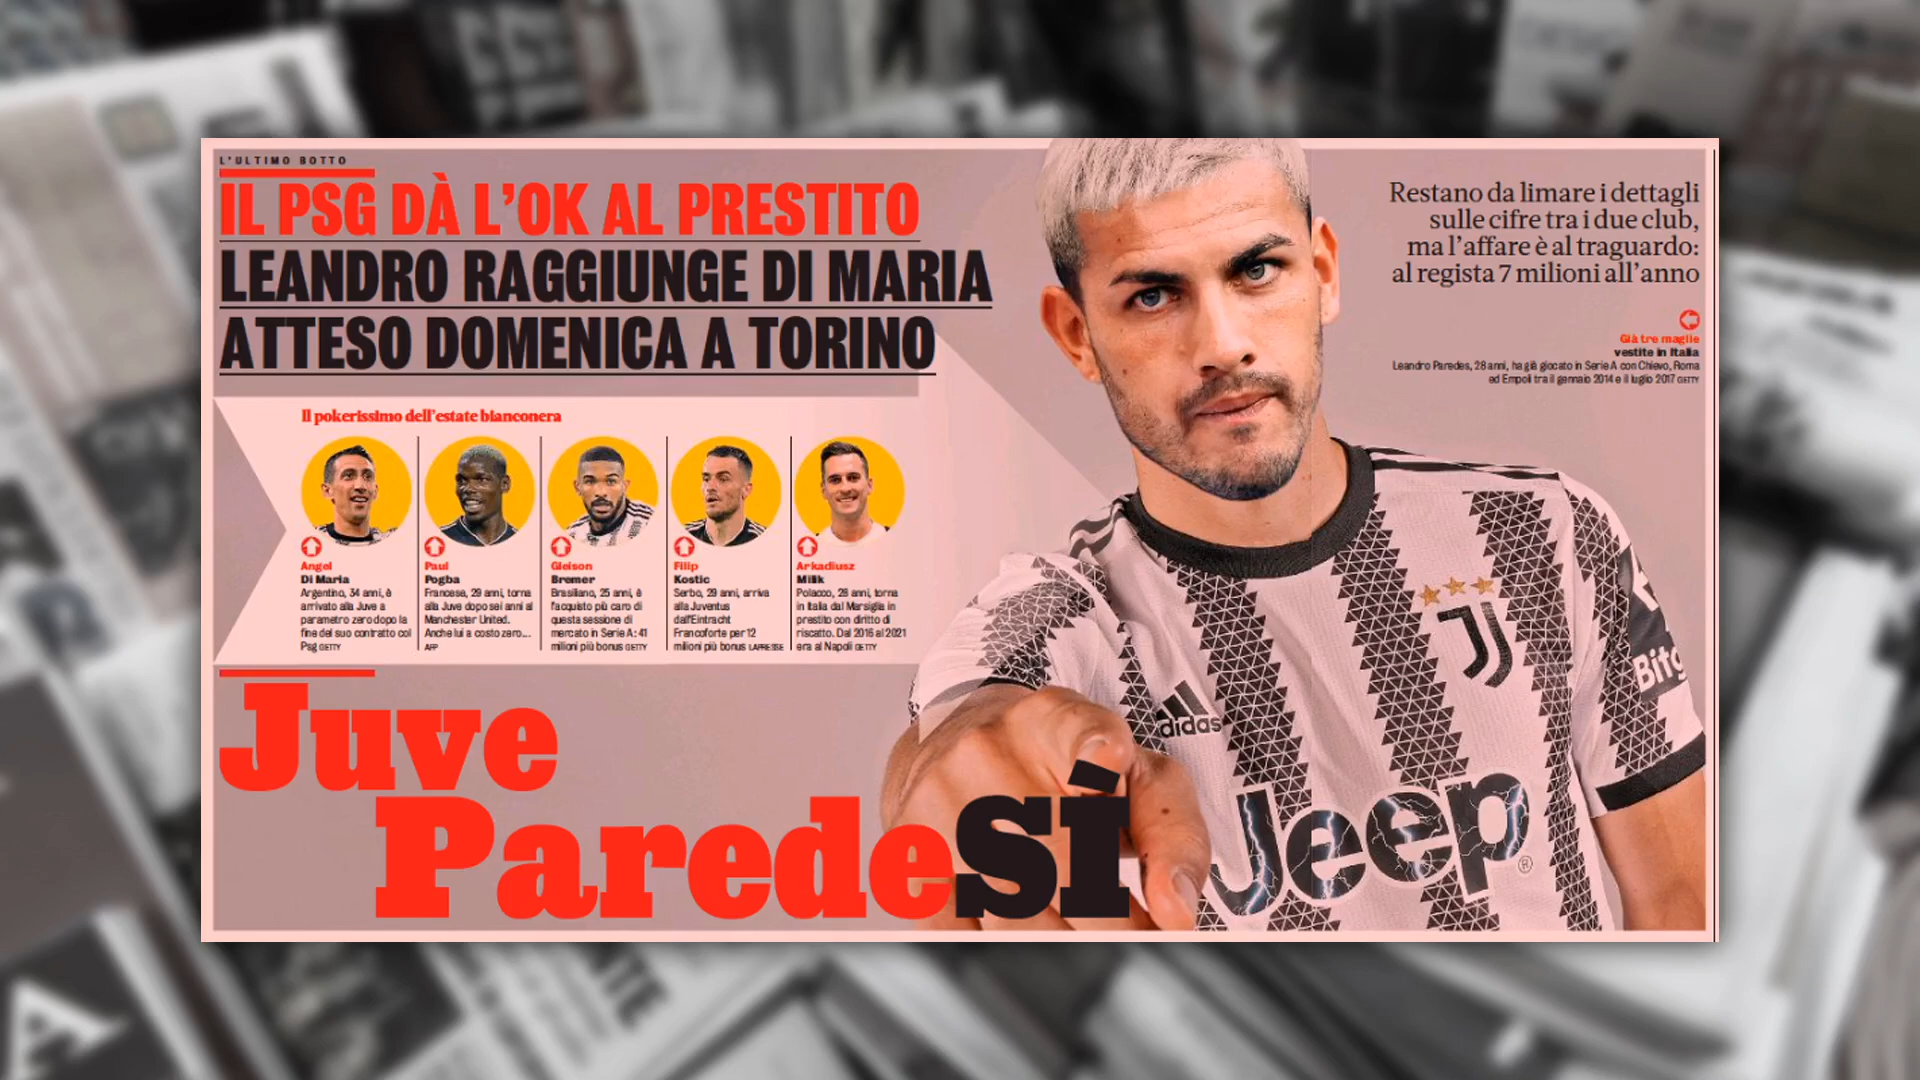 L'ULTIMO BOTTO
IL PSG DÀ L'OK AL PRESTITO
LEANDRO RAGGIUNGE DI MARIA
ATTESO DOMENICA A TORINO
Restano da limare i dettagli
sulle cifre tra i due club,
ma l'affare è al traguardo:
al regista 7 milioni all'anno
Già tre maglie
vestite in Italia
Leandro Paredes, 28 anni, ha già giocato in Serie A con Chievo, Roma
ed Empoli tra il gennaio 2014 e il luglio 2017 GETTY
Il pokerissimo dell'estate bianconera
Angel
Di Maria
Argentino, 34 anni, è
arrivato alla Juve a
parametro zero dopo la
fine del suo contratto col
Psg GETTY
Paul
Pogba
Francese, 29 anni, torna
alla Juve dopo sei anni al
Manchester United.
Anche lui a costo zero...
AFP
Gleison
Bremer
Brasiliano, 25 anni, è
l'acquisto più caro di
questa sessione di
mercato in Serie A: 41
milioni più bonus GETTY
Filip
Kostic
Serbo, 29 anni, arriva
alla Juventus
dall'Eintracht
Francoforte per 12
milioni più bonus LAPRESSE
Arkadiusz
Milik
Polacco, 28 anni, torna
in Italia dal Marsiglia in
prestito con diritto di
riscatto. Dal 2016 al 2021
era al Napoli GETTY
Juve
ParedeSÌ
adidas
Jeep
Bitg